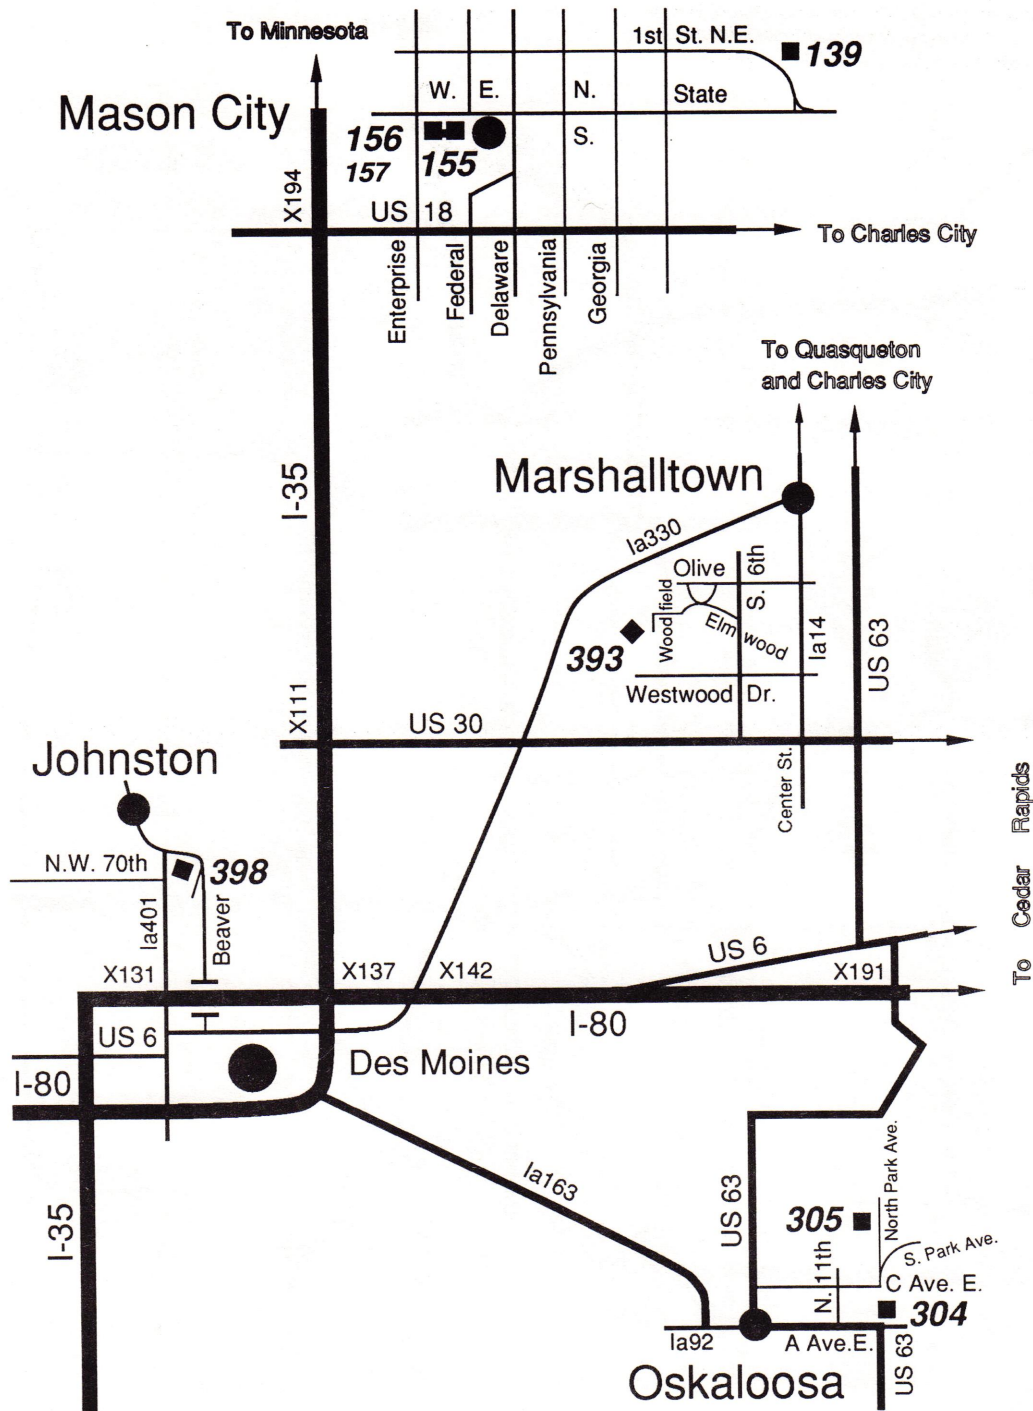 To Minnesota
1st St. N.E.
139
Mason City
W. E. N. State
156
157
155
S.
X194
US 18
To Charles City
Enterprise
Federal
Delaware
Pennsylvania
Georgia
To Quasqueton
and Charles City
I-35
Marshalltown
Ia330
Olive
S. 6th
Wood field
Elm wood
393
Ia14
US 63
Westwood Dr.
X111
US 30
Center St.
Johnston
N.W. 70th
398
Ia401
Beaver
To Cedar Rapids
US 6
X131
X137
X142
X191
I-80
US 6
Des Moines
I-80
Ia163
I-35
US 63
North Park Ave.
305
S. Park Ave.
N. 11th
C Ave. E.
304
Ia92
A Ave.E.
US 63
Oskaloosa